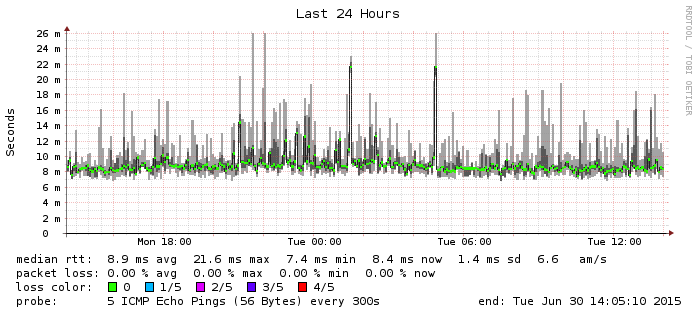 Last 24 Hours
RRDTOOL / TOBI OETIKER
Seconds
26 m
24 m
22 m
20 m
18 m
16 m
14 m
12 m
10 m
8 m
6 m
4 m
2 m
0
Mon 18:00 Tue 00:00 Tue 06:00 Tue 12:00
median rtt: 8.9 ms avg 21.6 ms max 7.4 ms min 8.4 ms now 1.4 ms sd 6.6 am/s
packet loss: 0.00 % avg 0.00 % max 0.00 % min 0.00 % now
loss color: 0 1/5 2/5 3/5 4/5
probe: 5 ICMP Echo Pings (56 Bytes) every 300s end: Tue Jun 30 14:05:10 2015